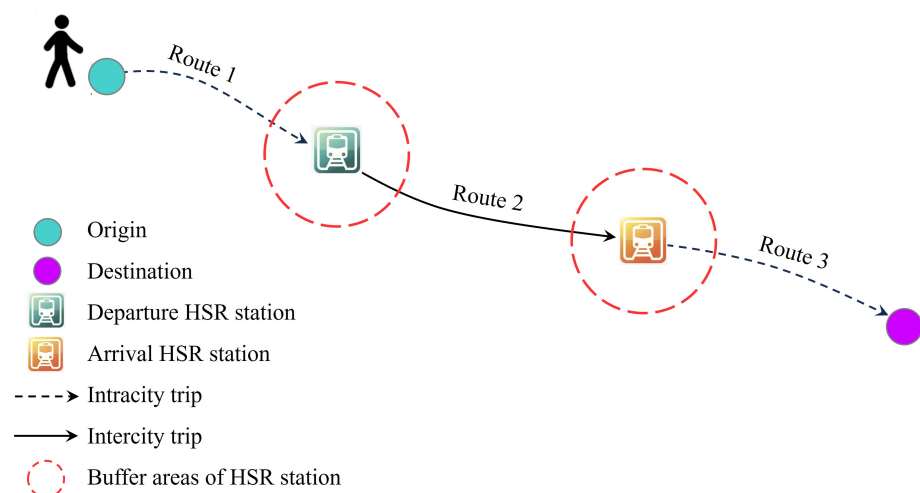 Route 1
Route 2
Route 3
Origin
Destination
Departure HSR station
Arrival HSR station
Intracity trip
Intercity trip
Buffer areas of HSR station